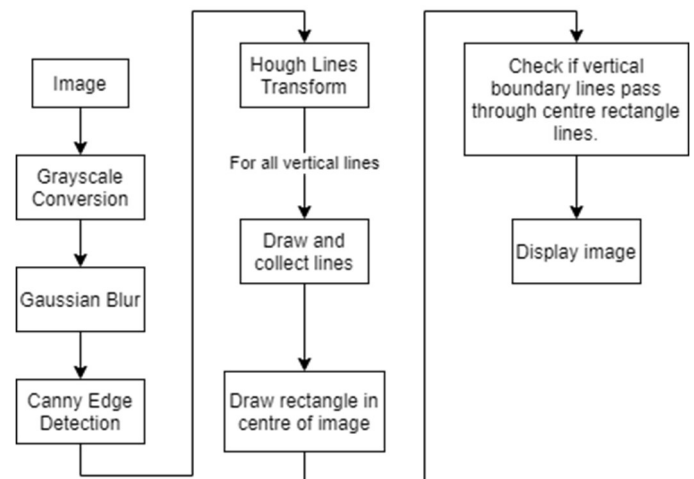 Image
Grayscale
Conversion
Gaussian Blur
Canny Edge
Detection
Hough Lines
Transform
For all vertical lines
Draw and
collect lines
Draw rectangle in
centre of image
Check if vertical
boundary lines pass
through centre rectangle
lines.
Display image